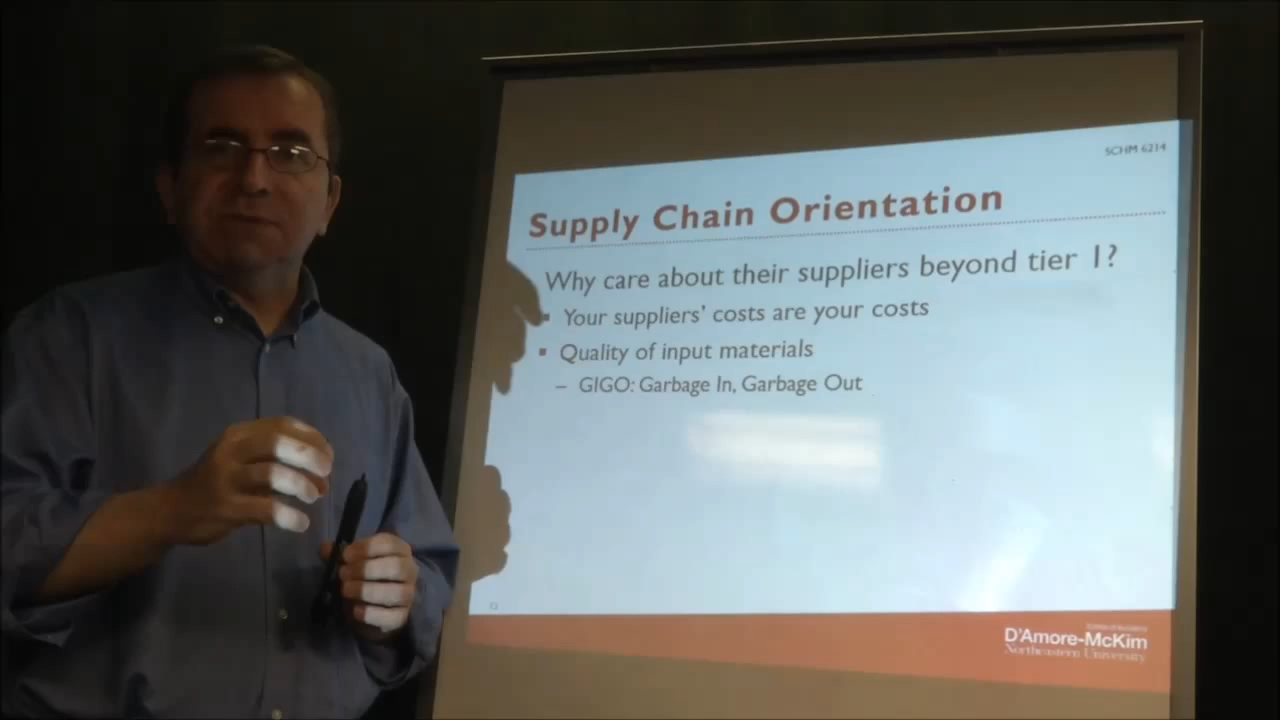 SCHM 6214
Supply Chain Orientation
Why care about their suppliers beyond tier 1?
▪ Your suppliers' costs are your costs
▪ Quality of input materials
– GIGO: Garbage In, Garbage Out
D'Amore-McKim
Northeastern University